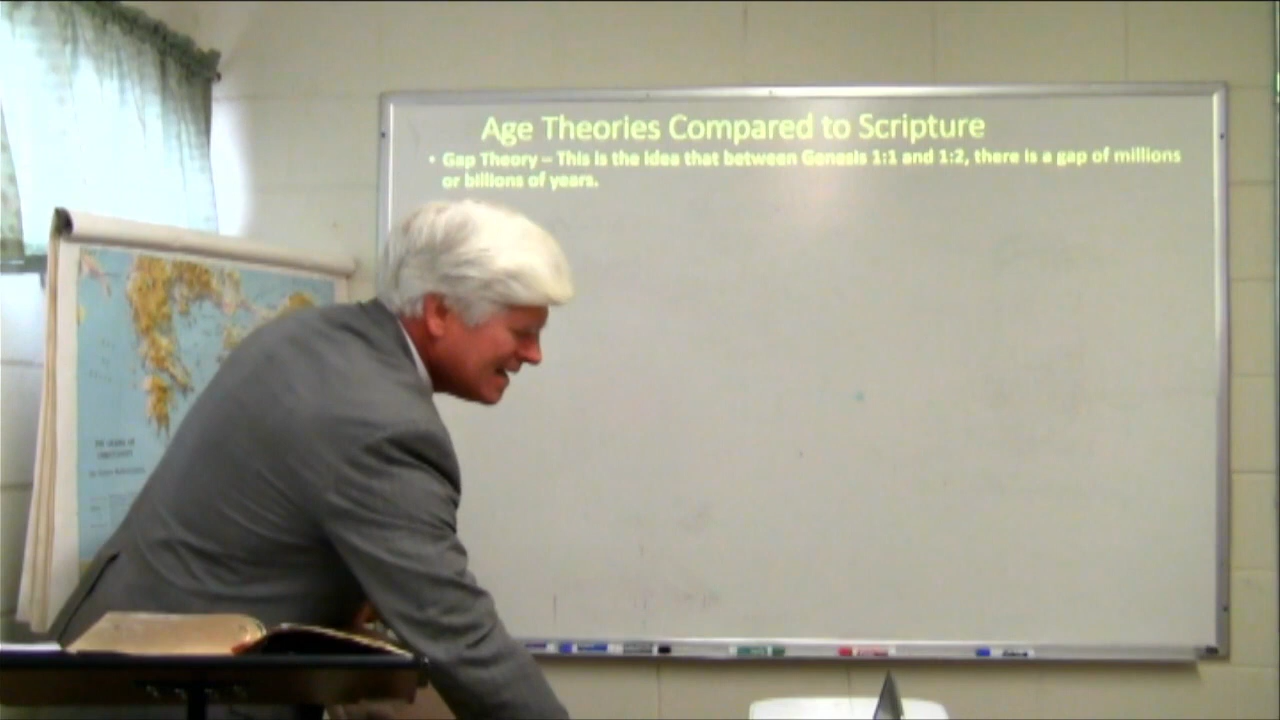 Age Theories Compared to Scripture
• Gap Theory – This is the idea that between Genesis 1:1 and 1:2, there is a gap of millions
or billions of years.